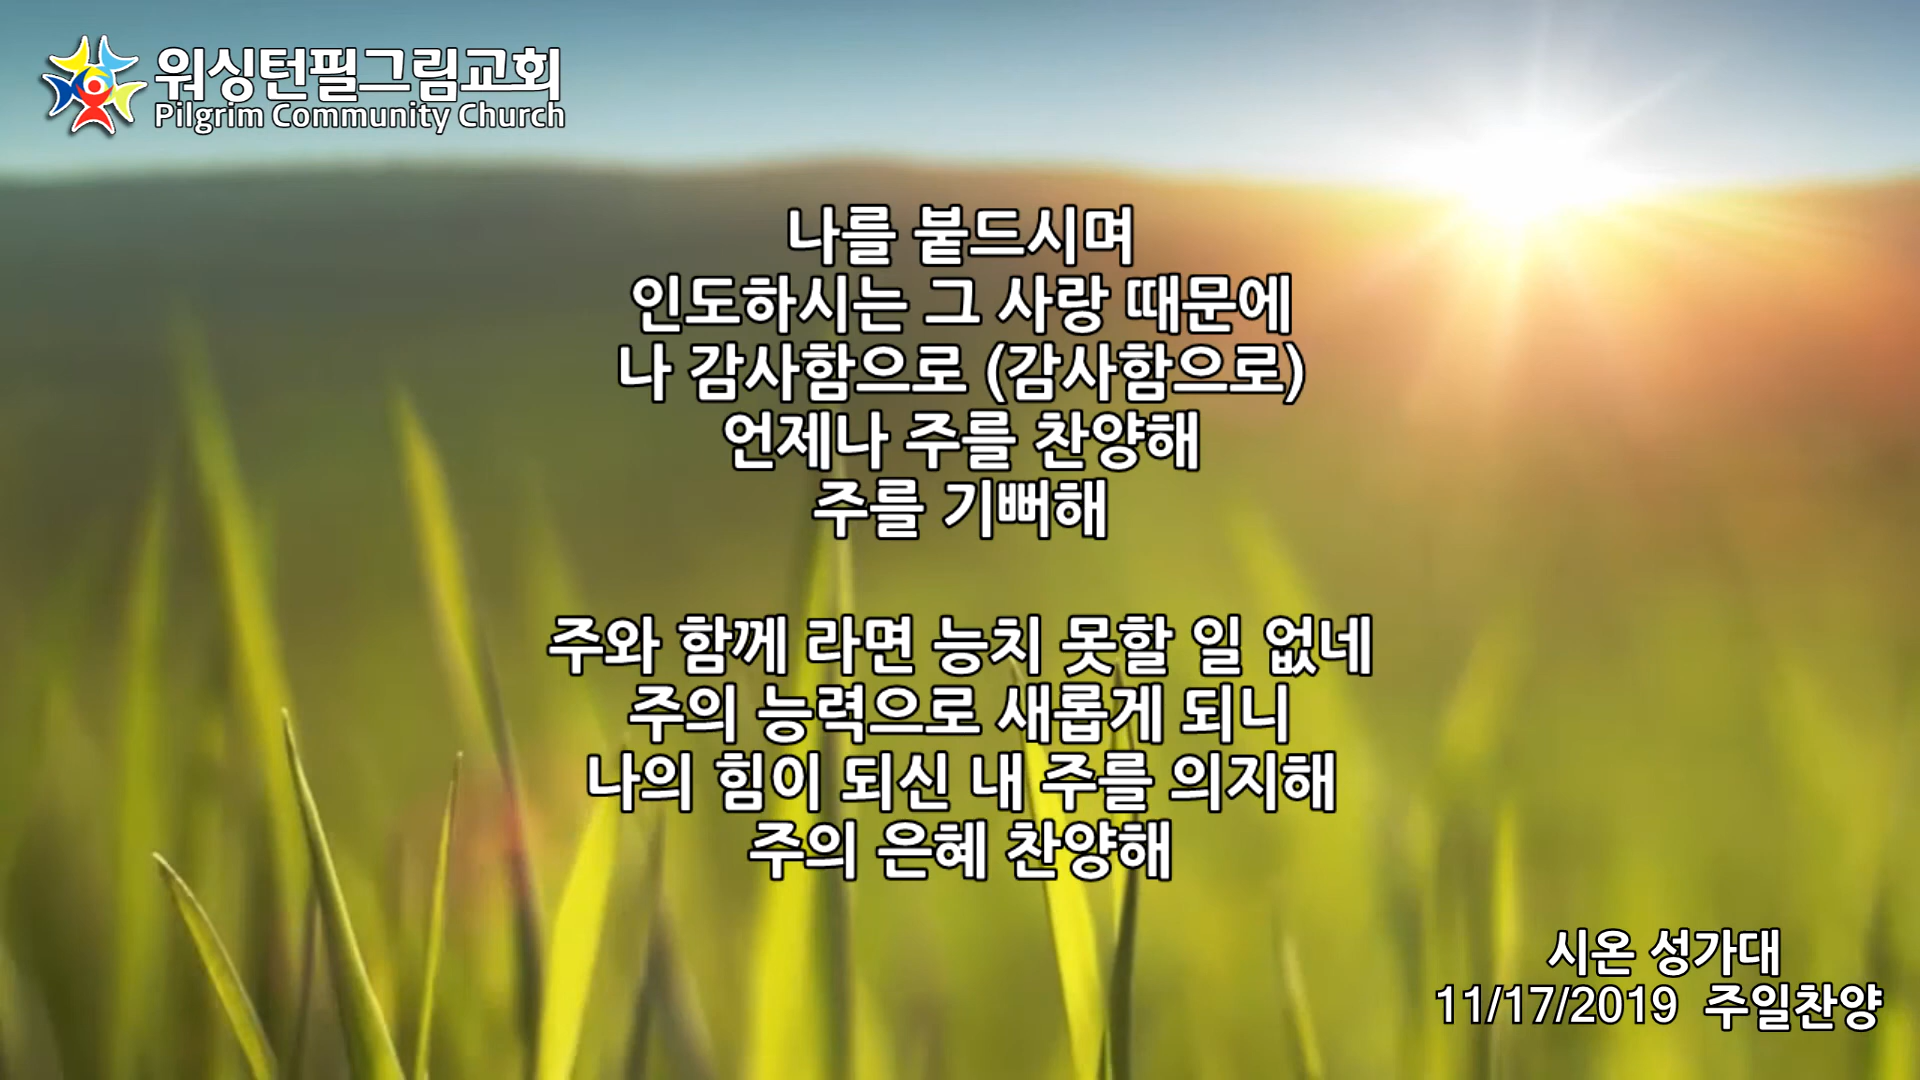 워싱턴필그림교회
Pilgrim Community Church
나를 붙드시며
인도하시는 그 사랑 때문에
나 감사함으로 (감사함으로)
언제나 주를 찬양해
주를 기뻐해
주와 함께 라면 능치 못할 일 없네
주의 능력으로 새롭게 되니
나의 힘이 되신 내 주를 의지해
주의 은혜 찬양해
시온 성가대
11/17/2019 주일찬양